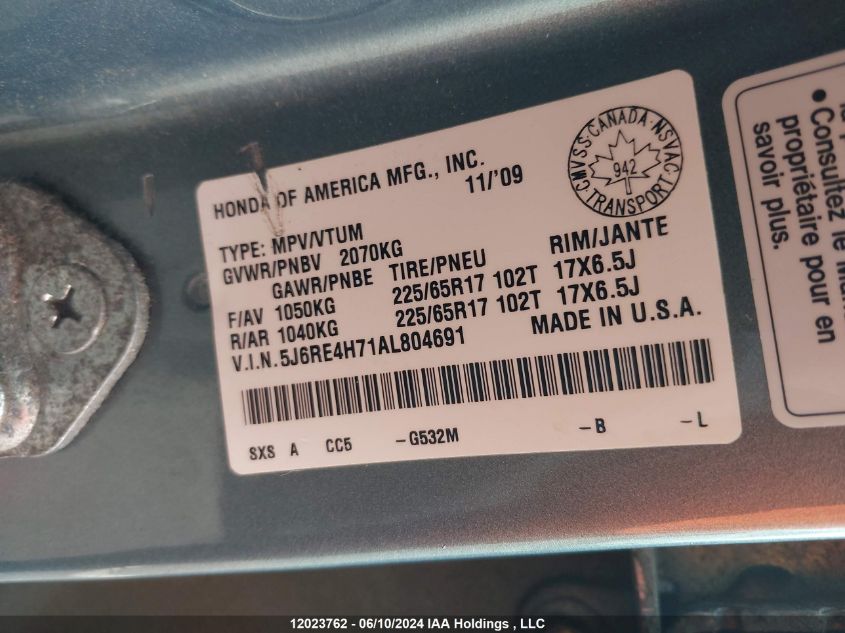 HONDA OF AMERICA MFG., INC.
11/'09
CMVSS·CANADA·NSVAC
942
TRANSPORT
TYPE: MPV/VTUM
GVWR/PNBV 2070KG
GAWR/PNBE TIRE/PNEU RIM/JANTE
F/AV 1050KG 225/65R17 102T 17X6.5J
R/AR 1040KG 225/65R17 102T 17X6.5J
V.I.N.5J6RE4H71AL804691 MADE IN U.S.A.
SXS A CC5 -G532M -B -L
• Consultez le
propriétaire pour en
savoir plus.
12023762 - 06/10/2024 IAA Holdings , LLC